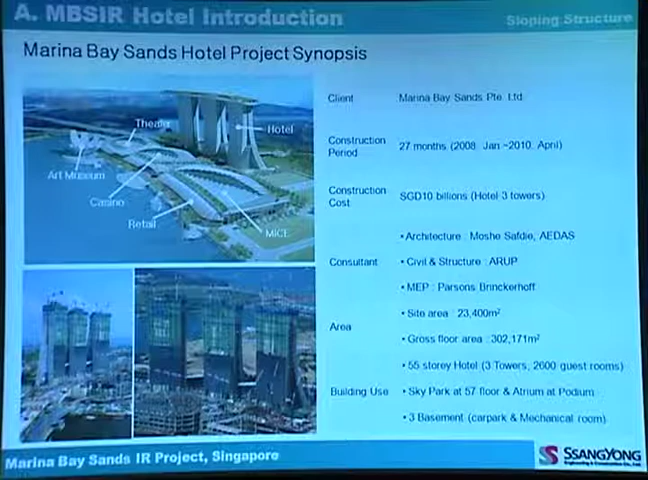 A. MBSIR Hotel Introduction
Sloping Structure
Marina Bay Sands Hotel Project Synopsis
Theater
Hotel
Art Museum
Casino
Retail
MICE
Client Marina Bay Sands Pte. Ltd
Construction Period 27 months (2008. Jan ~2010. April)
Construction Cost SGD10 billions (Hotel 3 towers)
Consultant
• Architecture : Moshe Safdie, AEDAS
• Civil & Structure : ARUP
• MEP : Parsons Brinckerhoff
Area
• Site area : 23,400m²
• Gross floor area : 302,171m²
Building Use
• 55 storey Hotel (3 Towers, 2600 guest rooms)
• Sky Park at 57 floor & Atrium at Podium
• 3 Basement (carpark & Mechanical room)
Marina Bay Sands IR Project, Singapore
SSANGYONG
Engineering & Construction Co., Ltd.